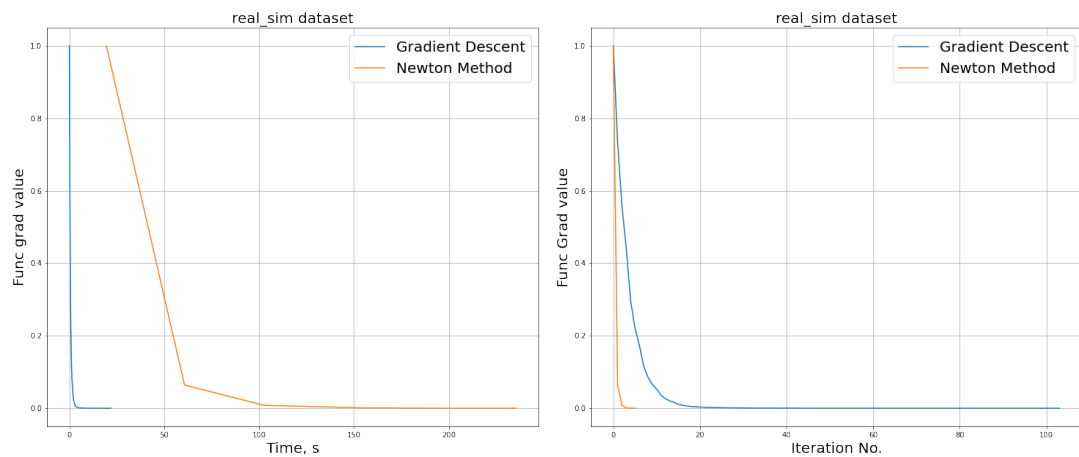 real_sim dataset
Gradient Descent
Newton Method
Func grad value
1.0
0.8
0.6
0.4
0.2
0.0
0 50 100 150 200
Time, s
real_sim dataset
Gradient Descent
Newton Method
Func Grad value
1.0
0.8
0.6
0.4
0.2
0.0
0 20 40 60 80 100
Iteration No.